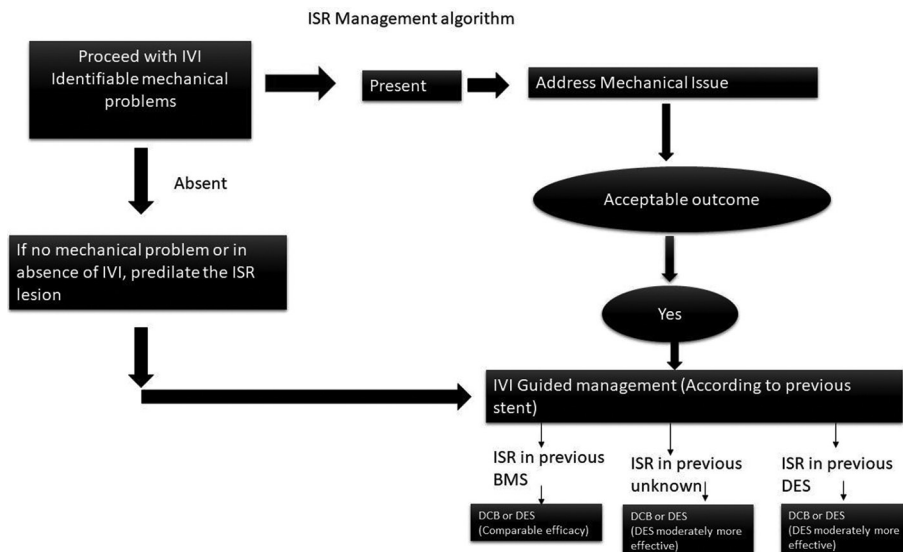 ISR Management algorithm
Proceed with IVI
Identifiable mechanical
problems
Present
Address Mechanical Issue
Absent
Acceptable outcome
If no mechanical problem or in
absence of IVI, predilate the ISR
lesion
Yes
IVI Guided management (According to previous
stent)
ISR in previous
BMS
ISR in previous
unknown
ISR in previous
DES
DCB or DES
(Comparable efficacy)
DCB or DES
(DES moderately more
effective)
DCB or DES
(DES moderately more
effective)